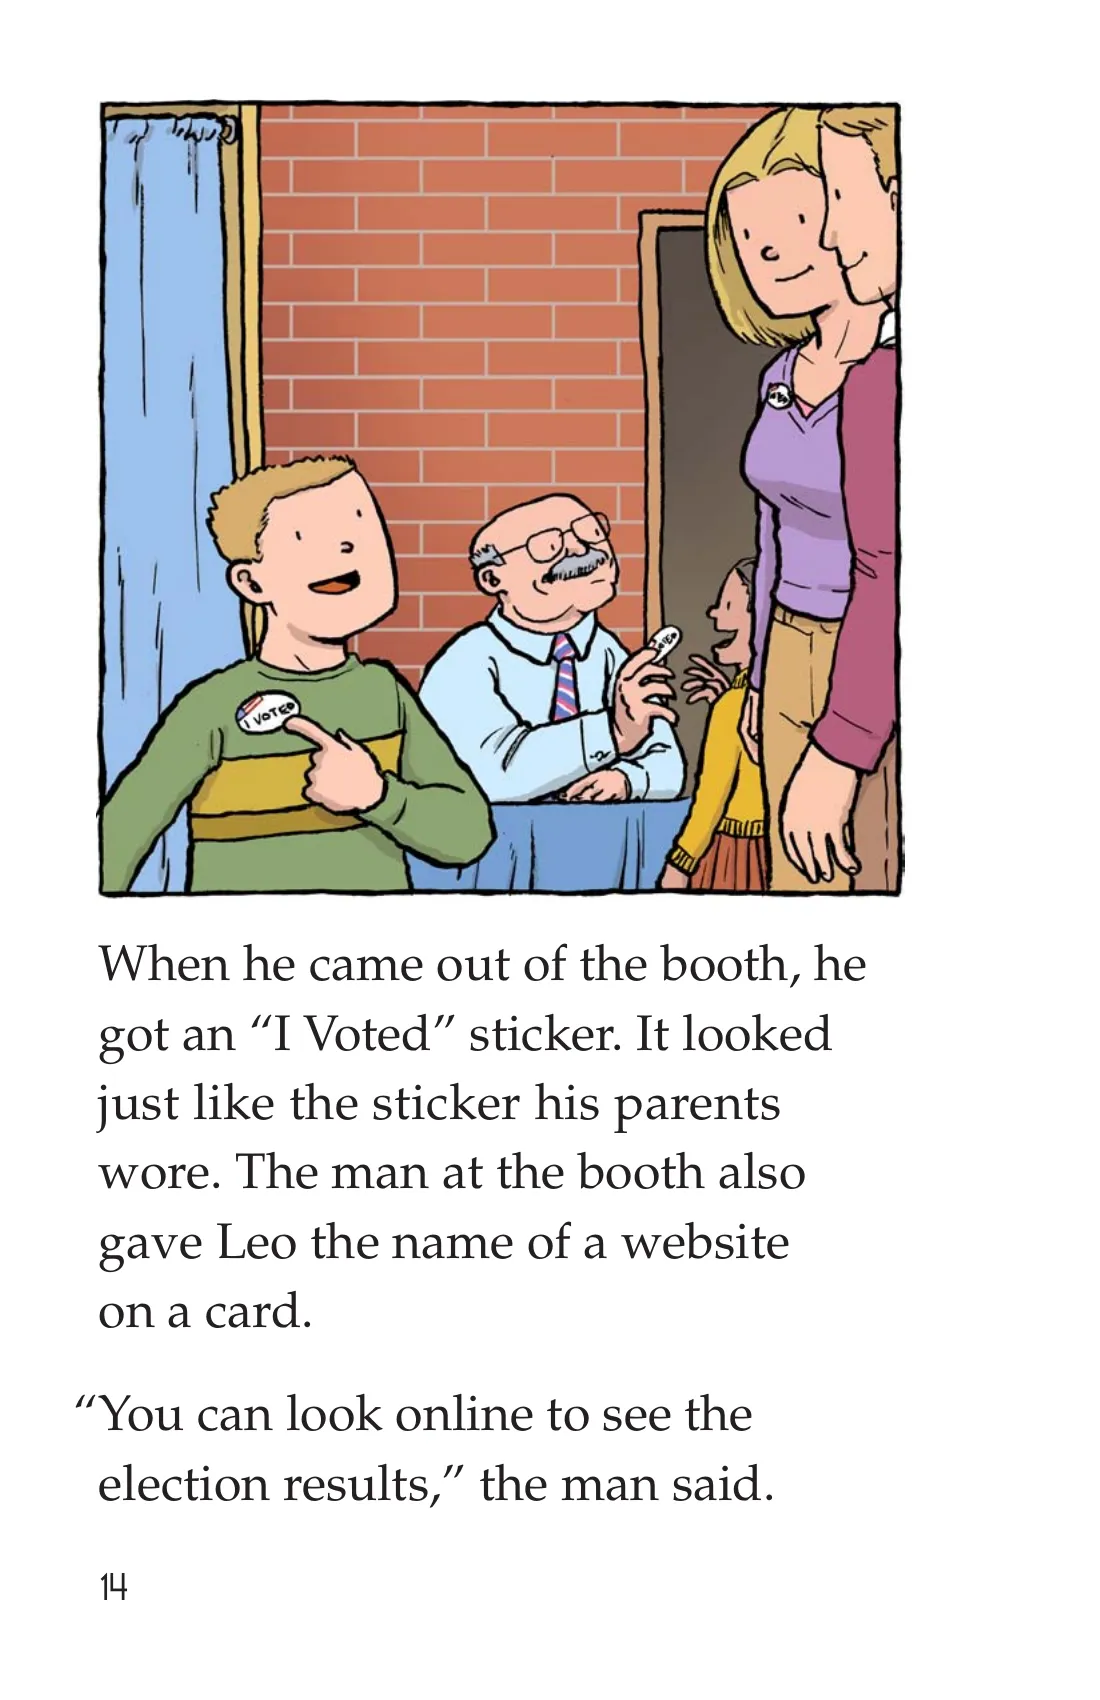 I VOTED
When he came out of the booth, he
got an “I Voted” sticker. It looked
just like the sticker his parents
wore. The man at the booth also
gave Leo the name of a website
on a card.
“You can look online to see the
election results,” the man said.
14